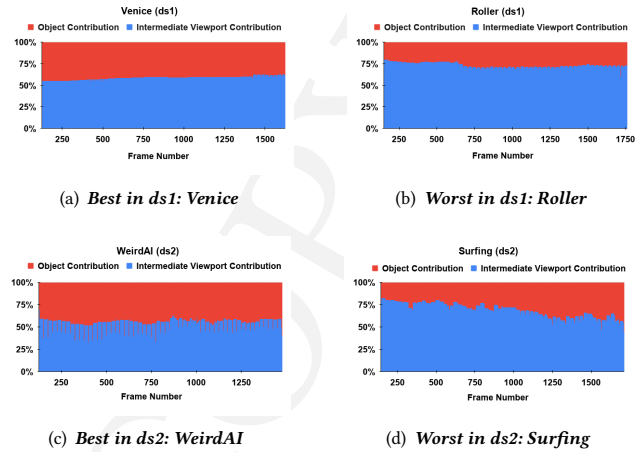 Venice (ds1)
Object Contribution Intermediate Viewport Contribution
100%
75%
50%
25%
0%
250 500 750 1000 1250 1500
Frame Number
(a) Best in ds1: Venice
Roller (ds1)
Object Contribution Intermediate Viewport Contribution
100%
75%
50%
25%
0%
250 500 750 1000 1250 1500 1750
Frame Number
(b) Worst in ds1: Roller
WeirdAI (ds2)
Object Contribution Intermediate Viewport Contribution
100%
75%
50%
25%
0%
250 500 750 1000 1250
Frame Number
(c) Best in ds2: WeirdAI
Surfing (ds2)
Object Contribution Intermediate Viewport Contribution
100%
75%
50%
25%
0%
250 500 750 1000 1250 1500
Frame Number
(d) Worst in ds2: Surfing